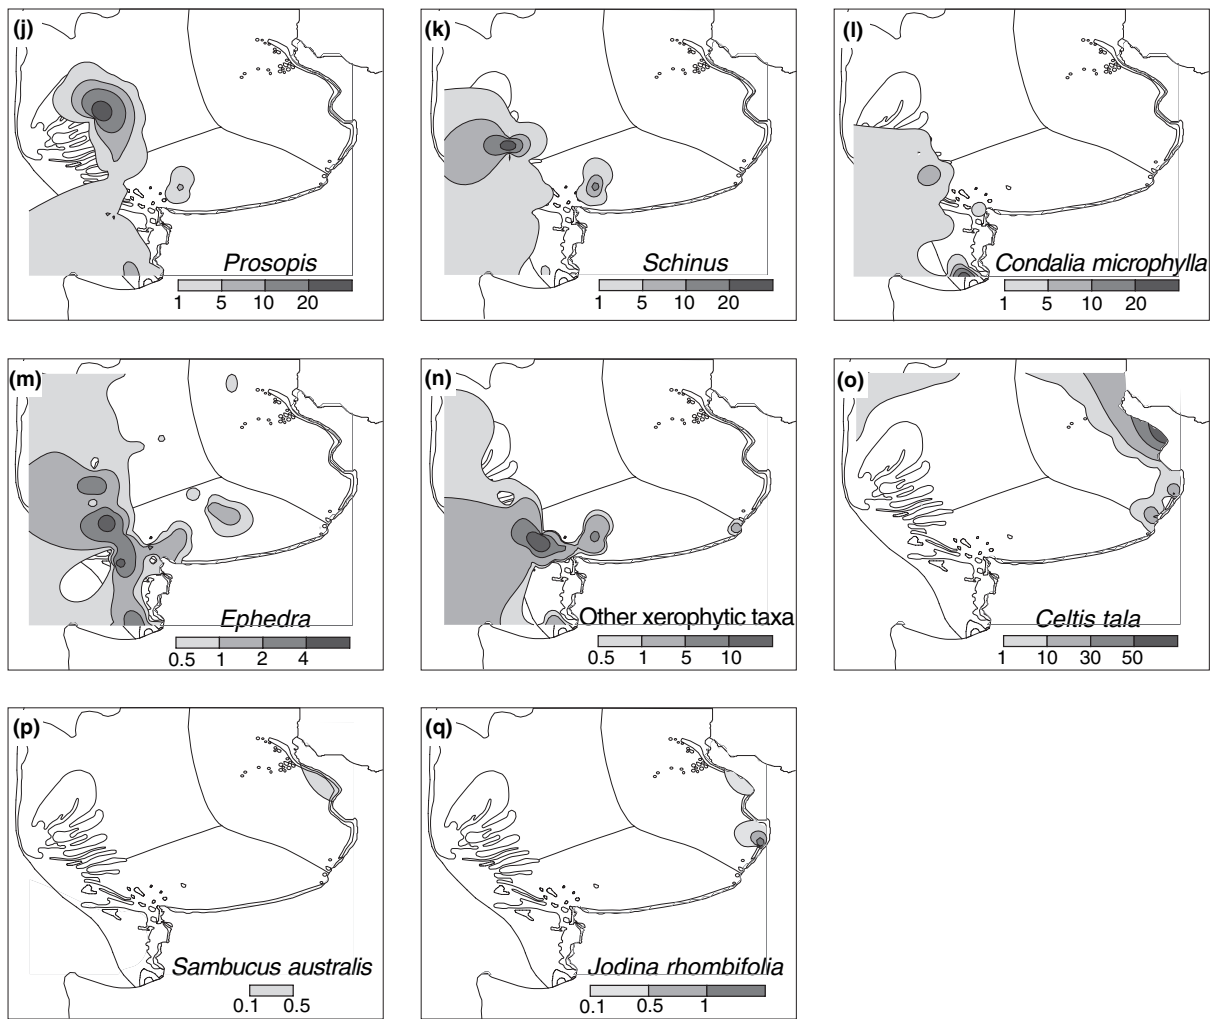 (j)
Prosopis
1 5 10 20
(k)
Schinus
1 5 10 20
(l)
Condalia microphylla
1 5 10 20
(m)
Ephedra
0.5 1 2 4
(n)
Other xerophytic taxa
0.5 1 5 10
(o)
Celtis tala
1 10 30 50
(p)
Sambucus australis
0.1 0.5
(q)
Jodina rhombifolia
0.1 0.5 1